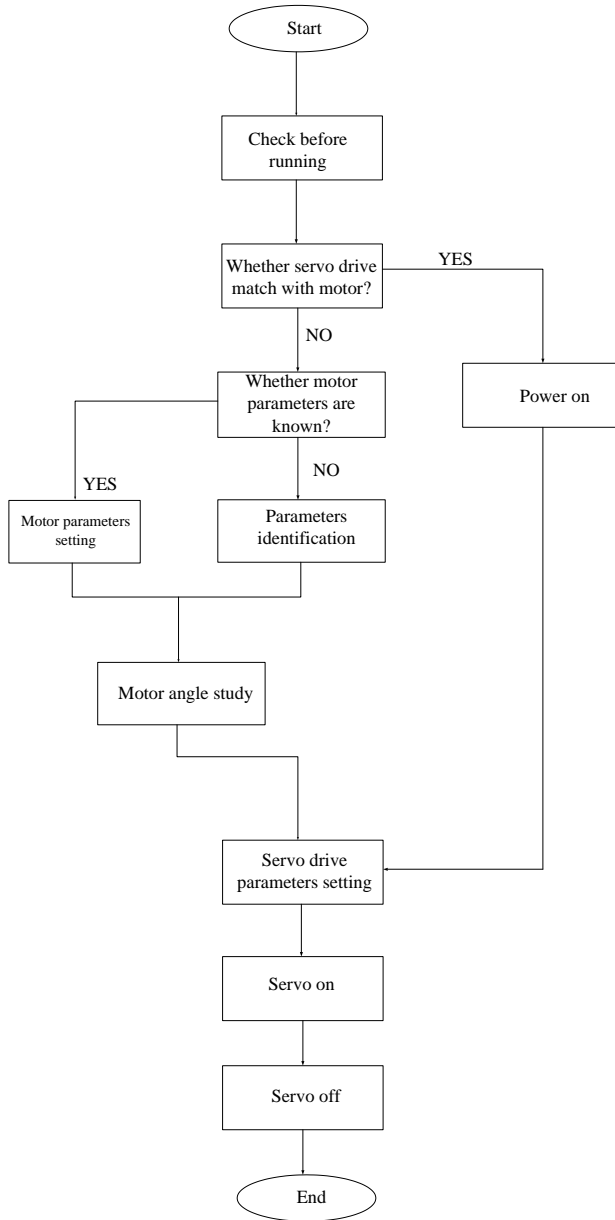 Start
Check before
running
Whether servo drive
match with motor?
YES
NO
Whether motor
parameters are
known?
Power on
YES
NO
Motor parameters
setting
Parameters
identification
Motor angle study
Servo drive
parameters setting
Servo on
Servo off
End